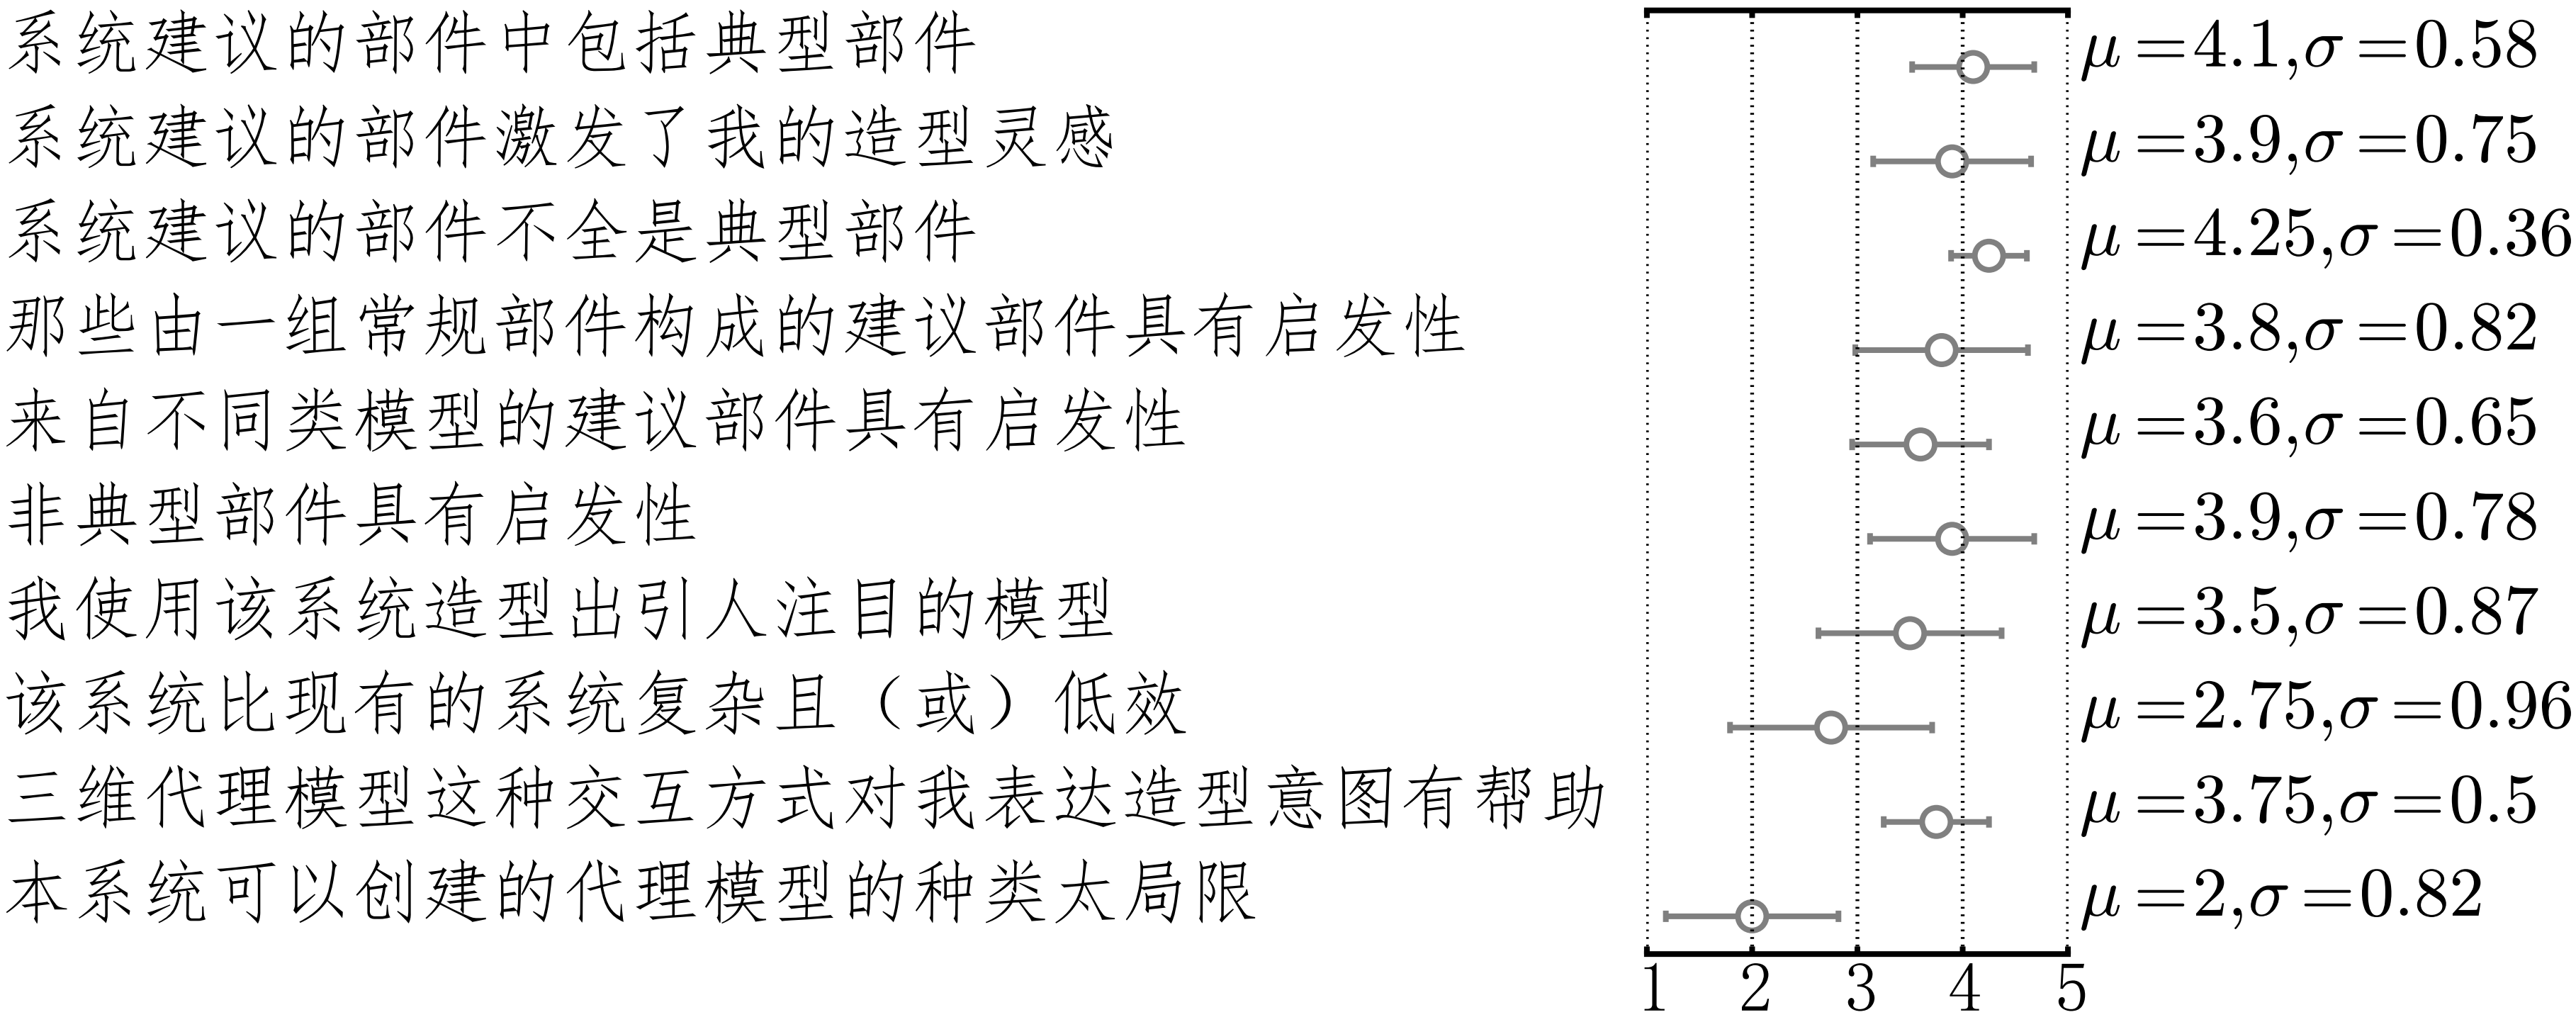 系统建议的部件中包括典型部件 μ=4.1,σ=0.58
系统建议的部件激发了我的造型灵感 μ=3.9,σ=0.75
系统建议的部件不全是典型部件 μ=4.25,σ=0.36
那些由一组常规部件构成的建议部件具有启发性 μ=3.8,σ=0.82
来自不同类模型的建议部件具有启发性 μ=3.6,σ=0.65
非典型部件具有启发性 μ=3.9,σ=0.78
我使用该系统造型出引人注目的模型 μ=3.5,σ=0.87
该系统比现有的系统复杂且（或）低效 μ=2.75,σ=0.96
三维代理模型这种交互方式对我表达造型意图有帮助 μ=3.75,σ=0.5
本系统可以创建的代理模型的种类太局限 μ=2,σ=0.82
1 2 3 4 5